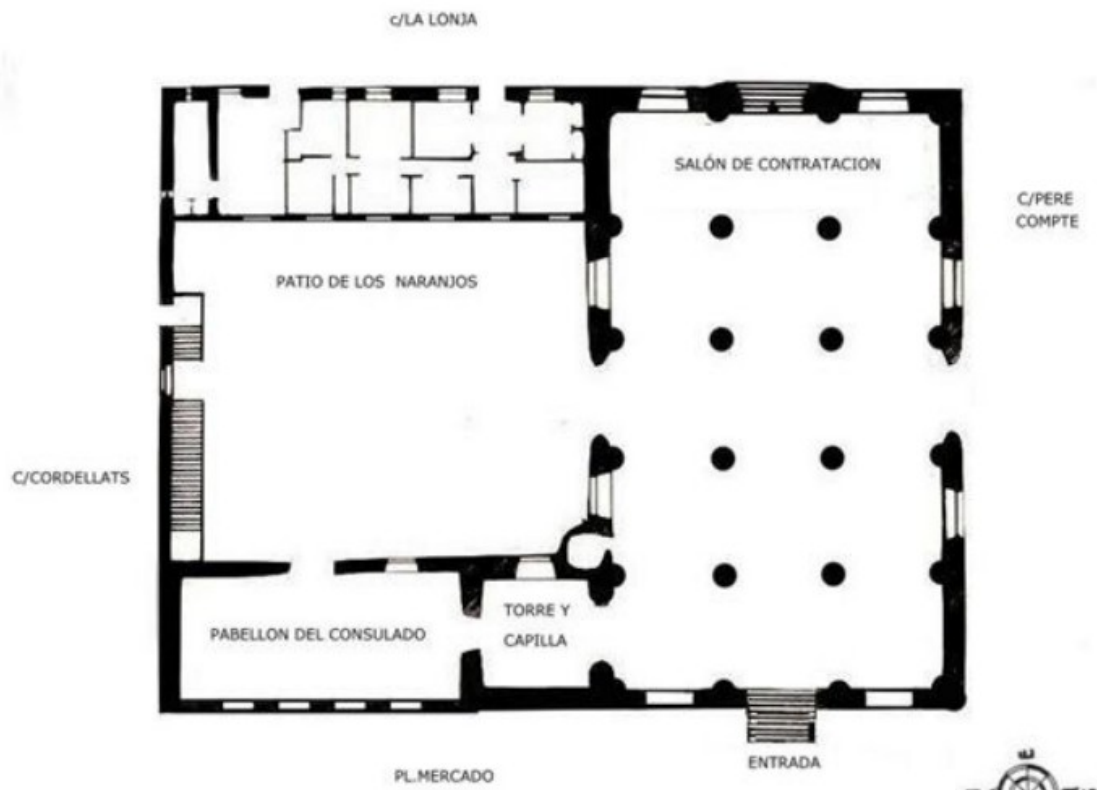 c/LA LONJA
SALÓN DE CONTRATACION
C/PERE
COMPTE
PATIO DE LOS NARANJOS
C/CORDELLATS
PABELLON DEL CONSULADO
TORRE Y
CAPILLA
ENTRADA
PL.MERCADO
E